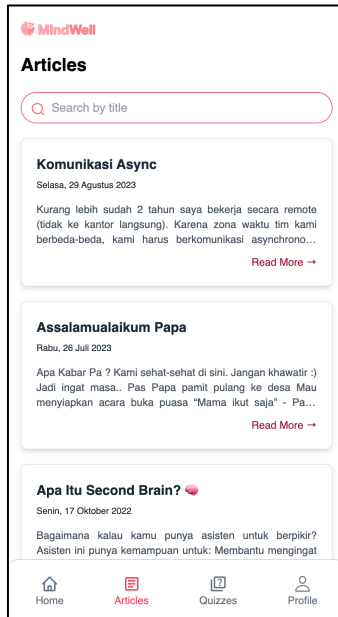 MindWell
Articles
Search by title
Komunikasi Async
Selasa, 29 Agustus 2023
Kurang lebih sudah 2 tahun saya bekerja secara remote
(tidak ke kantor langsung). Karena zona waktu tim kami
berbeda-beda, kami harus berkomunikasi asynchrono...
Read More →
Assalamualaikum Papa
Rabu, 26 Juli 2023
Apa Kabar Pa ? Kami sehat-sehat di sini. Jangan khawatir :)
Jadi ingat masa.. Pas Papa pamit pulang ke desa Mau
menyiapkan acara buka puasa “Mama ikut saja” - Pa...
Read More →
Apa Itu Second Brain? 🧠
Senin, 17 Oktober 2022
Bagaimana kalau kamu punya asisten untuk berpikir?
Asisten ini punya kemampuan untuk: Membantu mengingat
Home
Articles
Quizzes
Profile